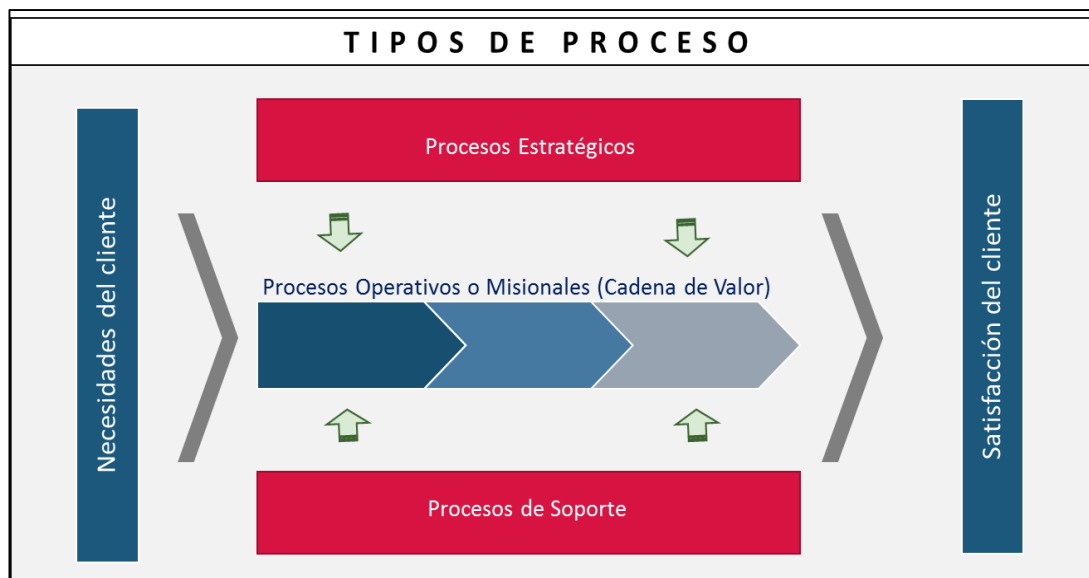 TIPOS DE PROCESO
Necesidades del cliente
Procesos Estratégicos
Procesos Operativos o Misionales (Cadena de Valor)
Procesos de Soporte
Satisfacción del cliente